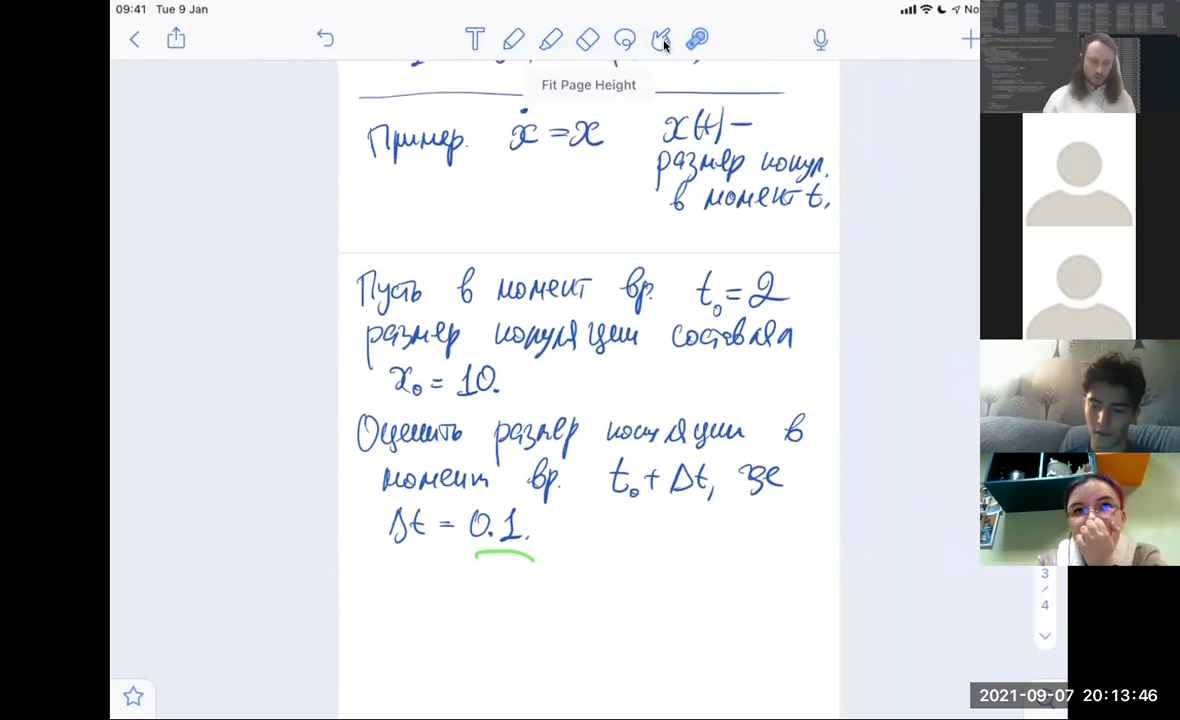 09:41 Tue 9 Jan
No
Fit Page Height
Пример. ẋ = x x(t) –
размер попул.
в момент t.
Пусть в момент вр. t₀ = 2
размер популяции составлял
x₀ = 10.
Оценить размер популяции в
момент вр. t₀ + Δt, где
Δt = 0.1.
3
/
4
2021-09-07 20:13:46